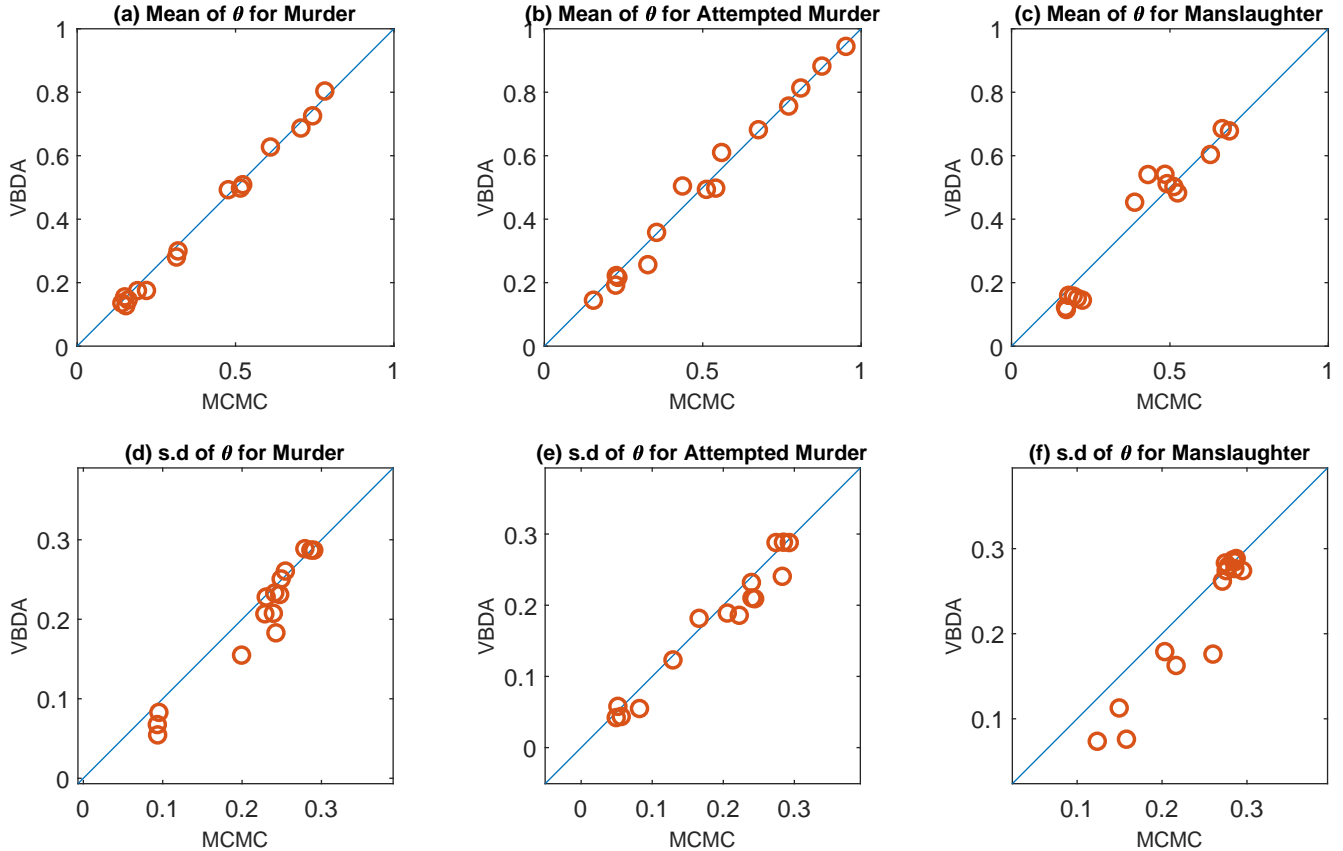 (a) Mean of θ for Murder
1
0.8
0.6
0.4
0.2
0
VBDA
0 0.5 1
MCMC
(b) Mean of θ for Attempted Murder
1
0.8
0.6
0.4
0.2
0
VBDA
0 0.5 1
MCMC
(c) Mean of θ for Manslaughter
1
0.8
0.6
0.4
0.2
0
VBDA
0 0.5 1
MCMC
(d) s.d of θ for Murder
0.3
0.2
0.1
0
VBDA
0 0.1 0.2 0.3
MCMC
(e) s.d of θ for Attempted Murder
0.3
0.2
0.1
0
VBDA
0 0.1 0.2 0.3
MCMC
(f) s.d of θ for Manslaughter
0.3
0.2
0.1
VBDA
0.1 0.2 0.3
MCMC